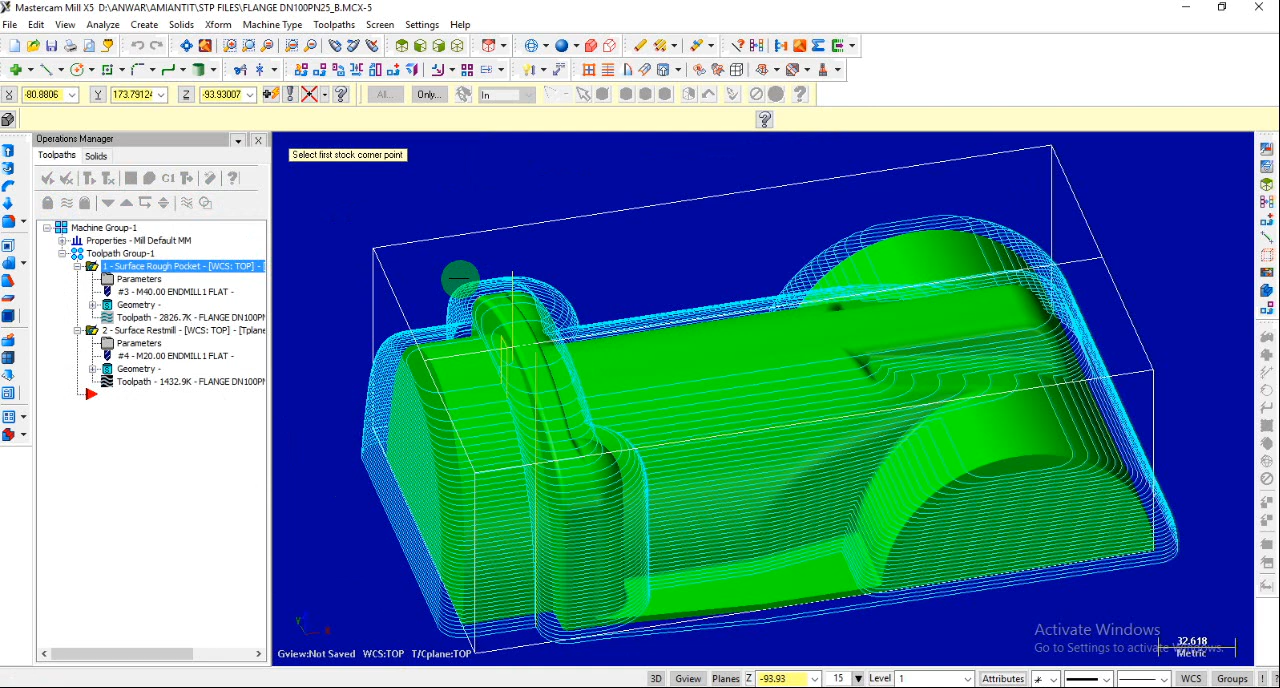 Mastercam Mill X5 D:\ANWAR\AMIANTIT\STP FILES\FLANGE DN100PN25_B.MCX-5
File Edit View Analyze Create Solids Xform Machine Type Toolpaths Screen Settings Help
X -80.8806 Y 173.79124 Z -93.93007 All... Only... In
Operations Manager
Toolpaths Solids
G1
Select first stock corner point
Machine Group-1
Properties - Mill Default MM
Toolpath Group-1
1 - Surface Rough Pocket - [WCS: TOP] - [
Parameters
#3 - M40.00 ENDMILL1 FLAT -
Geometry -
Toolpath - 2826.7K - FLANGE DN100PN
2 - Surface Restmill - [WCS: TOP] - [Tplane
Parameters
#4 - M20.00 ENDMILL1 FLAT -
Geometry -
Toolpath - 1432.9K - FLANGE DN100PN
Activate Windows
Go to Settings to activate Windows.
32.618
Metric
Gview:Not Saved WCS:TOP T/Cplane:TOP
3D Gview Planes Z -93.93 15 Level 1 Attributes WCS Groups ! ?